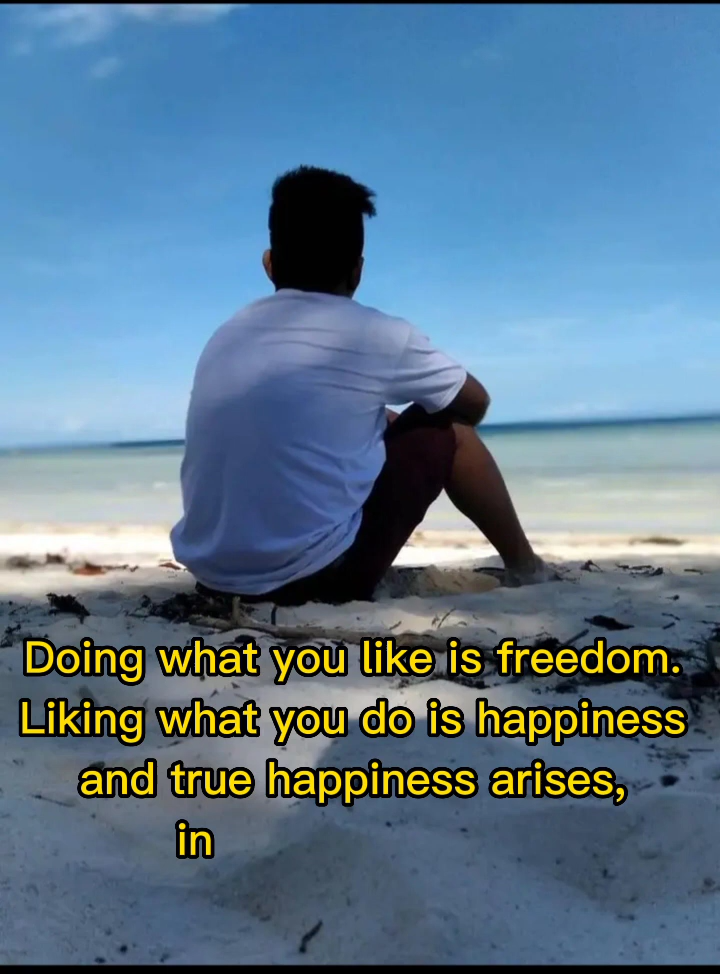 Doing what you like is freedom.
Liking what you do is happiness
and true happiness arises,
in